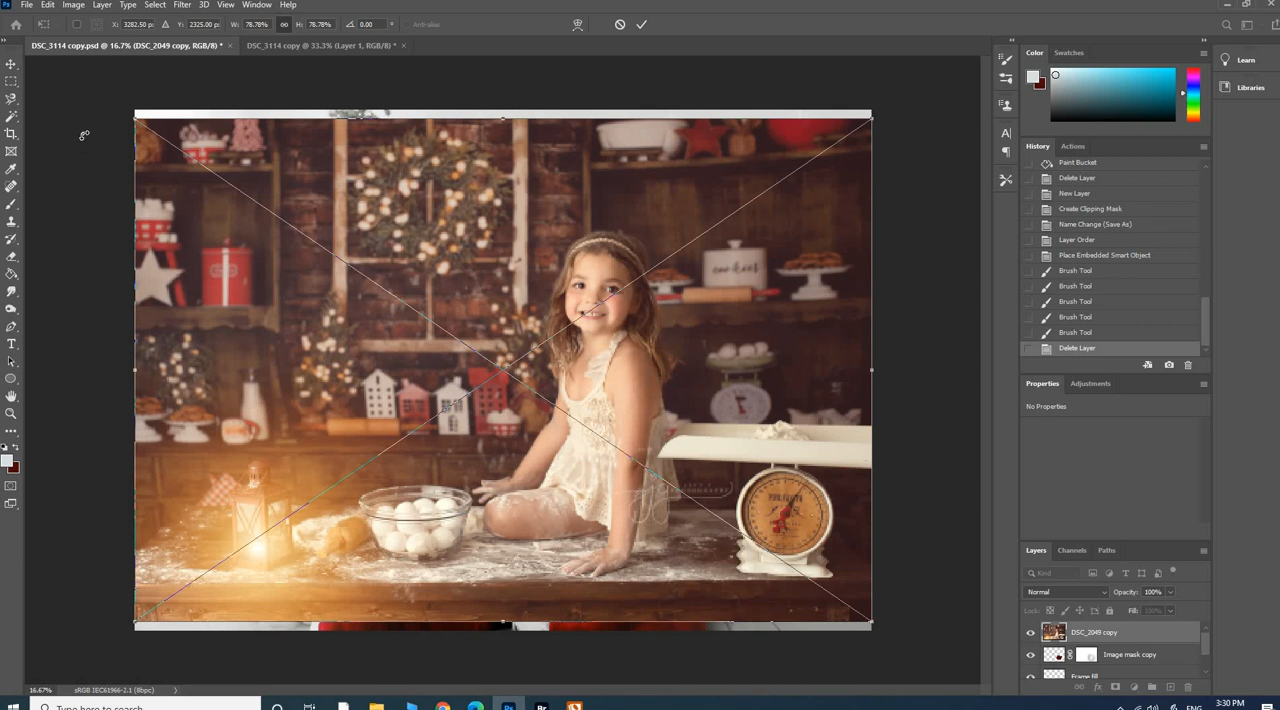 File Edit Image Layer Type Select Filter 3D View Window Help
X: 3282.50 px Y: 2325.00 px W: 78.78% H: 78.78% 0.00 Anti-alias
DSC_3114 copy.psd @ 16.7% (DSC_2049 copy, RGB/8) * × DSC_3114 copy @ 33.3% (Layer 1, RGB/8) * ×
Color Swatches
Learn
Libraries
History Actions
Paint Bucket
Delete Layer
New Layer
Create Clipping Mask
Name Change (Save As)
Layer Order
Place Embedded Smart Object
Brush Tool
Brush Tool
Brush Tool
Brush Tool
Brush Tool
Delete Layer
Properties Adjustments
No Properties
cookies
Layers Channels Paths
Kind
Normal Opacity: 100%
Lock: Fill: 100%
DSC_2049 copy
Image mask copy
Frame fill
16.67% sRGB IEC61966-2.1 (8bpc)
Type here to search
ENG 3:30 PM